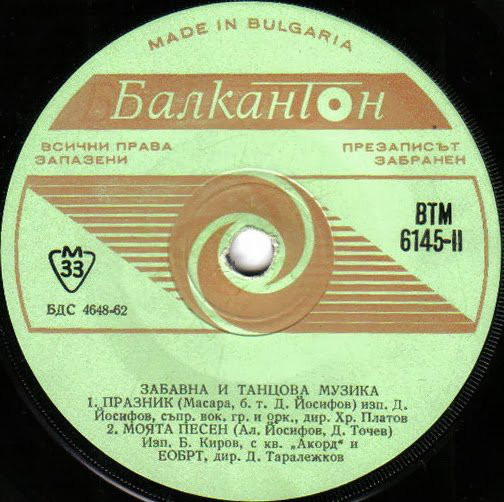 MADE IN BULGARIA
Балкантон
ВСИЧНИ ПРАВА
ЗАПАЗЕНИ
ПРЕЗАПИСЪТ
ЗАБРАНЕН
ВТМ
6145-II
М
33
БДС 4648-62
ЗАБАВНА И ТАНЦОВА МУЗИКА
1. ПРАЗНИК (Масара, б. т. Д. Йосифов) изп. Д.
Йосифов, съпр. вок. гр. и орк., дир. Хр. Платов
2. МОЯТА ПЕСЕН (Ал. Йосифов, Д. Точев)
Изп. Б. Киров, с кв. „Акорд" и
ЕОБРТ, дир. Д. Таралежков